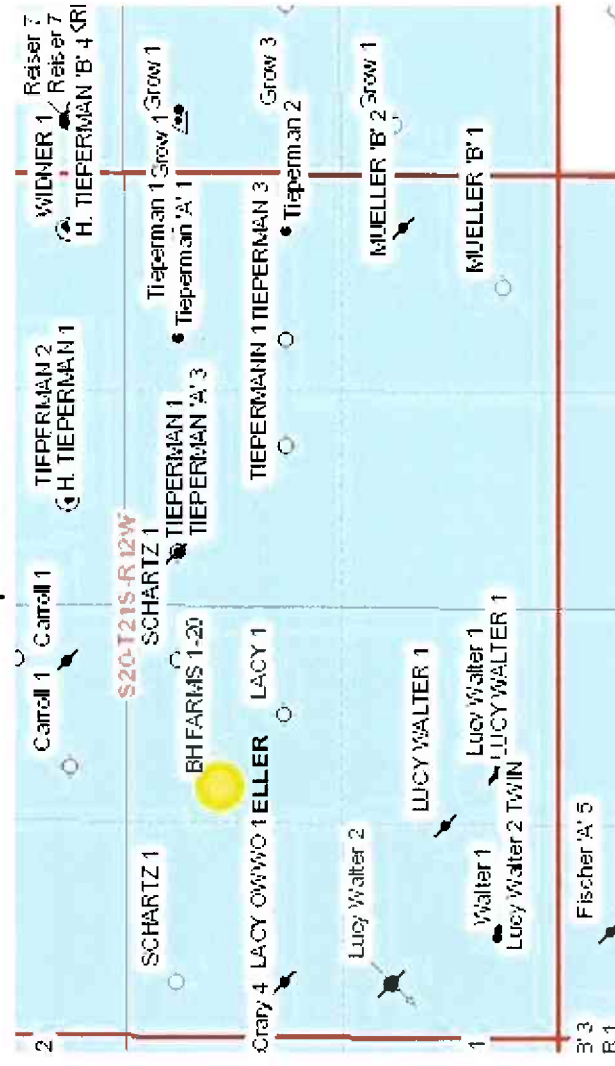 2
Carroll 1
Carroll 1
TIEPERMAN 2
H. TIEPERMAN 1
WIDNER 1
Reiser 7
Reiser 7
H. TIEPERMAN 'B' 4
S20-T21S-R12W
SCHARTZ 1
SCHARTZ 1
BH FARMS 1-20
TIEPERMAN 1
TIEPERMAN 'A' 3
Tieperman 1
Tieperman 'A' 1
Grow 1
Grow 1
Crary 4
LACY OWWO 1
ELLER
LACY 1
TIEPERMANN 1
TIEPERMAN 3
Tieperman 2
Grow 3
Lucy Walter 2
LUCY WALTER 1
MUELLER 'B' 2
Grow 1
1
Walter 1
Lucy Walter 2 TWIN
Lucy Walter 1
LUCY WALTER 1
MUELLER 'B' 1
B' 3
R 1
Fischer 'A' 5